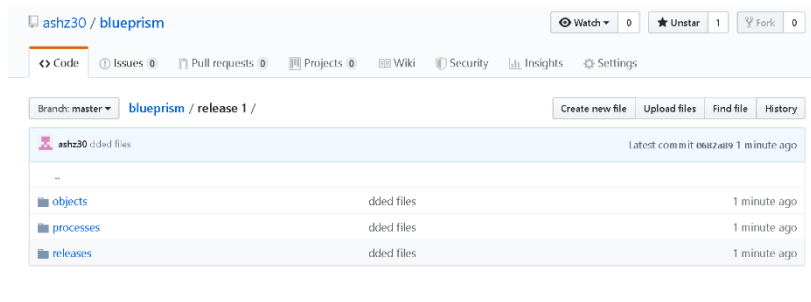 ashz30 / blueprism
Watch 0 Unstar 1 Fork 0
Code Issues 0 Pull requests 0 Projects 0 Wiki Security Insights Settings
Branch: master blueprism / release 1 / Create new file Upload files Find file History
ashz30 dded files Latest commit 0682a89 1 minute ago
..
objects dded files 1 minute ago
processes dded files 1 minute ago
releases dded files 1 minute ago